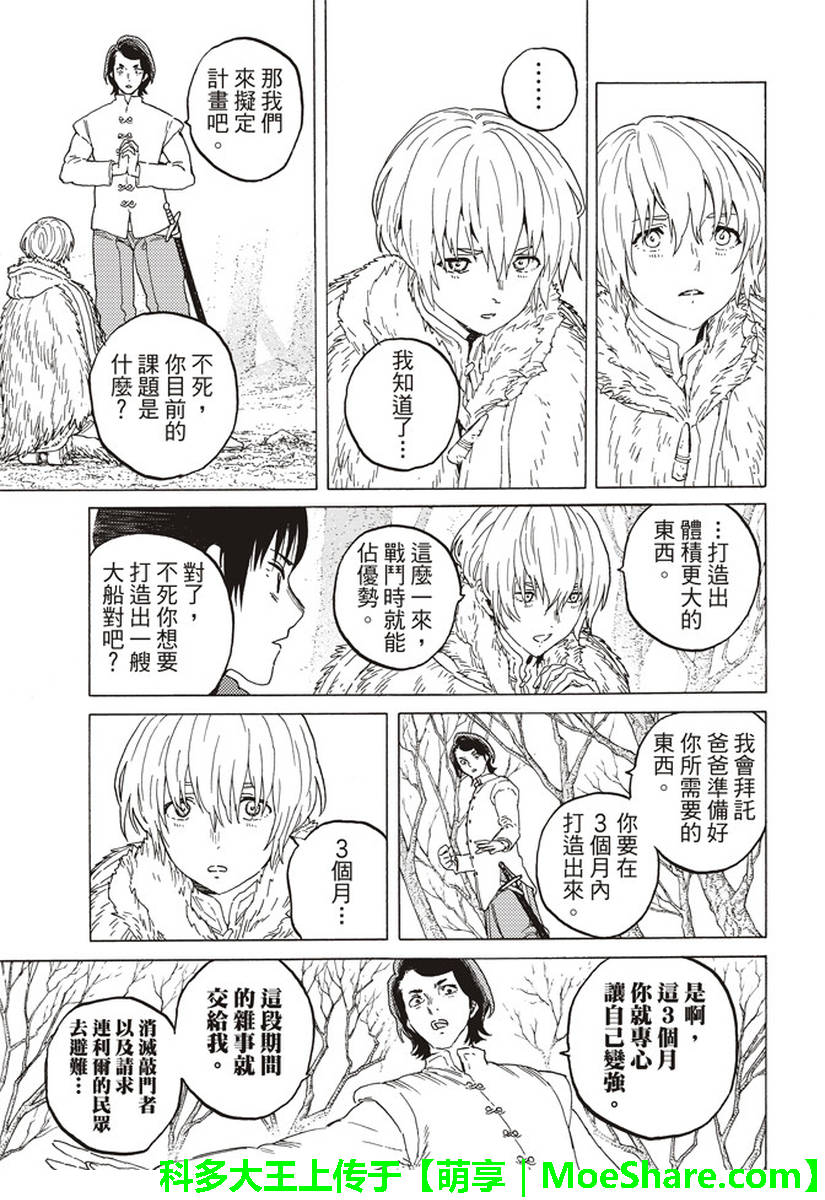 ……
我知道了…
那我們
來擬定
計畫吧。
不死，
你目前的
課題是
什麼？
…打造出
體積更大的
東西。
這麼一來，
戰鬥時就能
佔優勢。
對了，
不死你想要
打造出一艘
大船對吧？
我會拜託
爸爸準備好
你所需要的
東西。
你要在
3個月內
打造出來。
3個月…
是啊，
這3個月
你就專心
讓自己變強。
這段期間
的雜事就
交給我。
消滅敲門者
以及請求
連利爾的民眾
去避難…
科多大王上传于【萌享｜MoeShare.com】